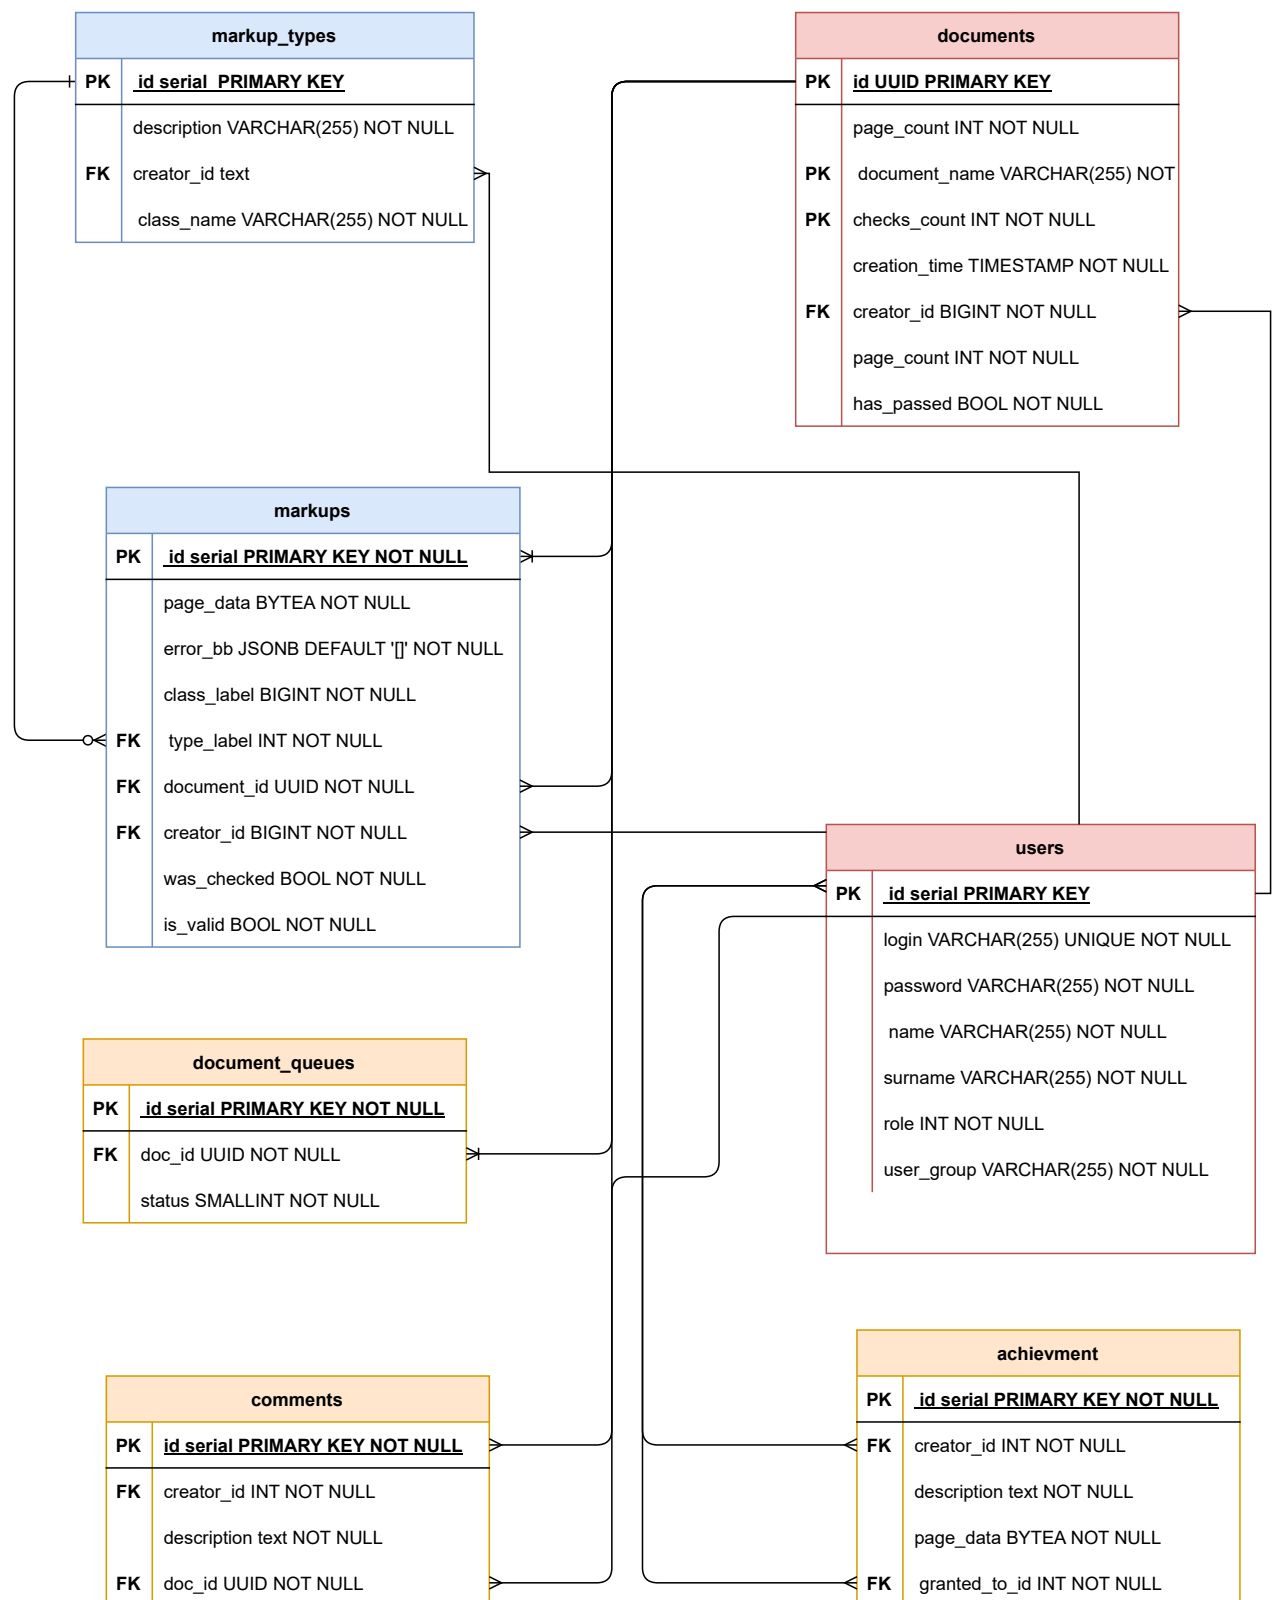 markup_types
PK id serial PRIMARY KEY
description VARCHAR(255) NOT NULL
FK creator_id text
class_name VARCHAR(255) NOT NULL
documents
PK id UUID PRIMARY KEY
page_count INT NOT NULL
PK document_name VARCHAR(255) NOT
PK checks_count INT NOT NULL
creation_time TIMESTAMP NOT NULL
FK creator_id BIGINT NOT NULL
page_count INT NOT NULL
has_passed BOOL NOT NULL
markups
PK id serial PRIMARY KEY NOT NULL
page_data BYTEA NOT NULL
error_bb JSONB DEFAULT '[]' NOT NULL
class_label BIGINT NOT NULL
FK type_label INT NOT NULL
FK document_id UUID NOT NULL
FK creator_id BIGINT NOT NULL
was_checked BOOL NOT NULL
is_valid BOOL NOT NULL
users
PK id serial PRIMARY KEY
login VARCHAR(255) UNIQUE NOT NULL
password VARCHAR(255) NOT NULL
name VARCHAR(255) NOT NULL
surname VARCHAR(255) NOT NULL
role INT NOT NULL
user_group VARCHAR(255) NOT NULL
document_queues
PK id serial PRIMARY KEY NOT NULL
FK doc_id UUID NOT NULL
status SMALLINT NOT NULL
comments
PK id serial PRIMARY KEY NOT NULL
FK creator_id INT NOT NULL
description text NOT NULL
FK doc_id UUID NOT NULL
achievment
PK id serial PRIMARY KEY NOT NULL
FK creator_id INT NOT NULL
description text NOT NULL
page_data BYTEA NOT NULL
FK granted_to_id INT NOT NULL